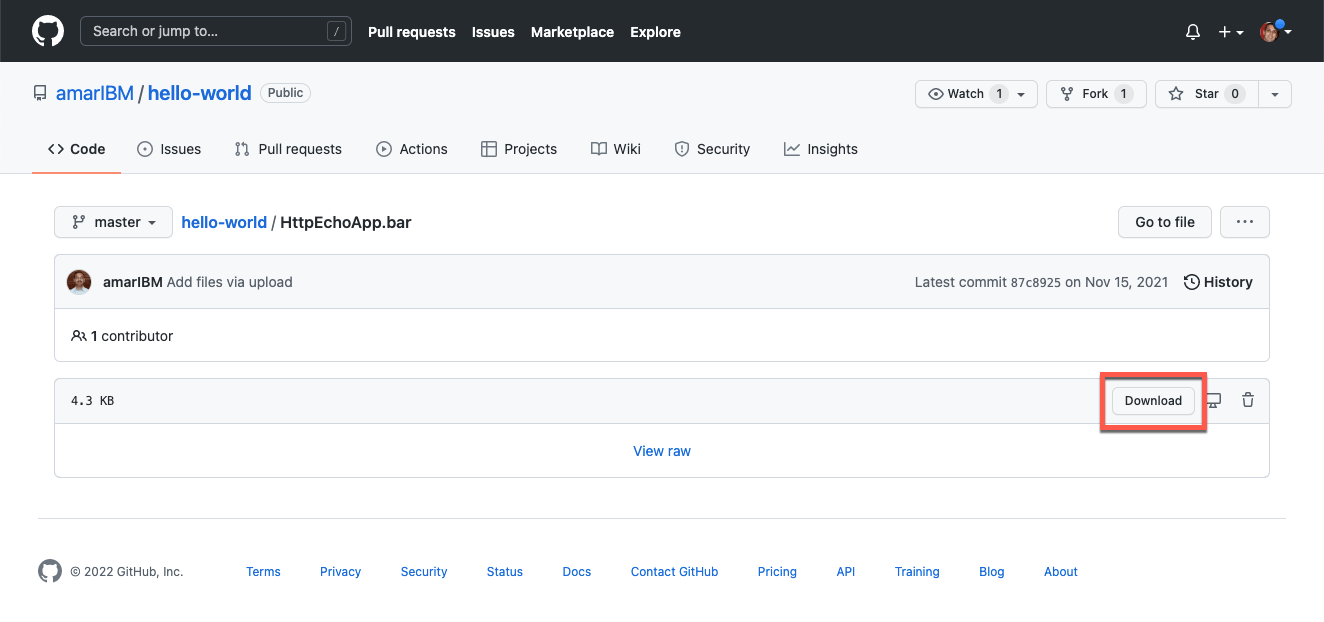 Search or jump to... / Pull requests Issues Marketplace Explore
amarIBM / hello-world Public Watch 1 Fork 1 Star 0
Code Issues Pull requests Actions Projects Wiki Security Insights
master hello-world / HttpEchoApp.bar Go to file ...
amarIBM Add files via upload Latest commit 87c8925 on Nov 15, 2021 History
1 contributor
4.3 KB Download
View raw
© 2022 GitHub, Inc. Terms Privacy Security Status Docs Contact GitHub Pricing API Training Blog About